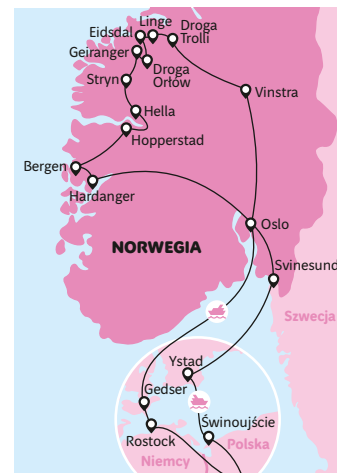 Linge
Eidsdal
Droga
Trolli
Geiranger
Droga
Orłów
Stryn
Vinstra
Hella
Hopperstad
Bergen
Hardanger
Oslo
NORWEGIA
Svinesund
Szwecja
Ystad
Gedser
Świnoujście
Rostock
Polska
Niemcy